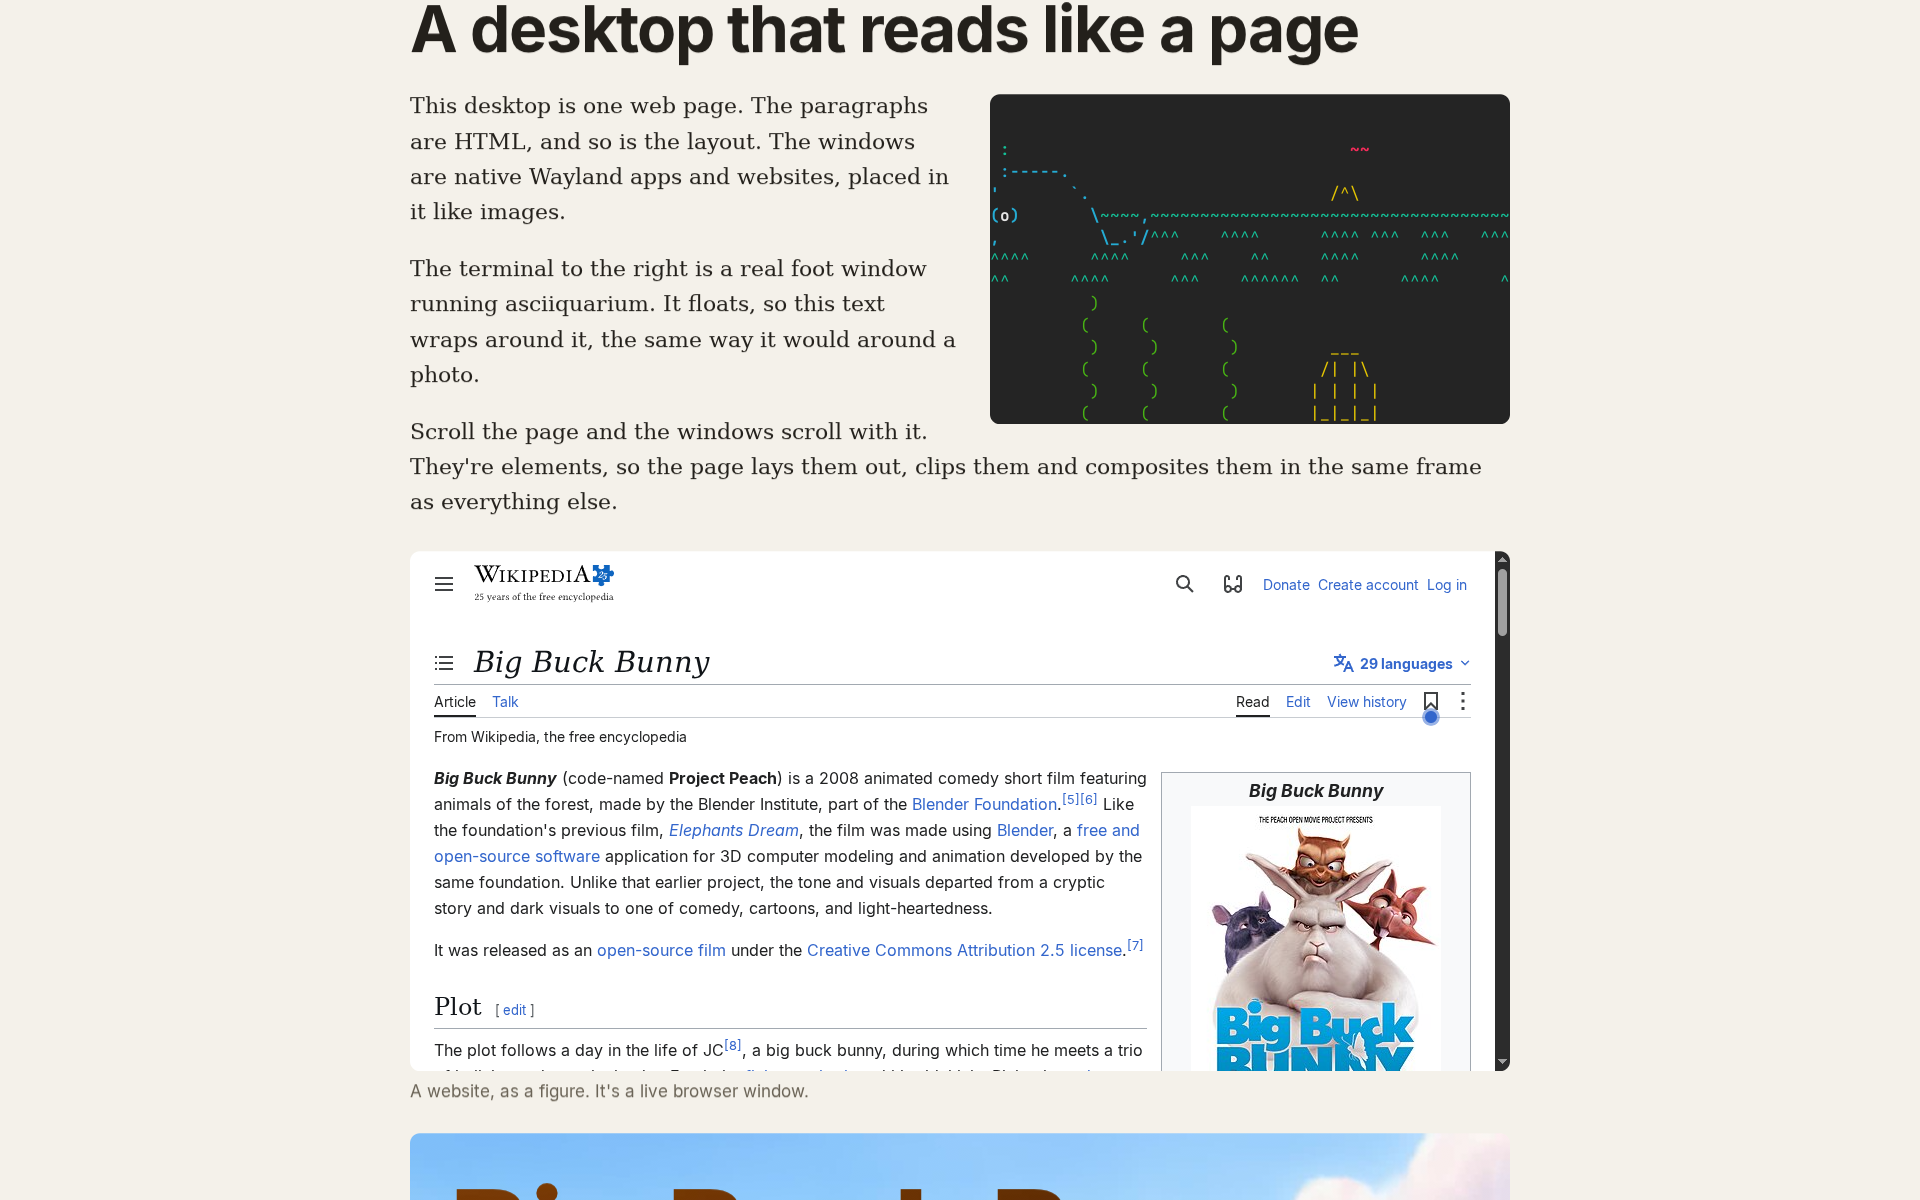 A desktop that reads like a page
This desktop is one web page. The paragraphs
are HTML, and so is the layout. The windows
are native Wayland apps and websites, placed in
it like images.
The terminal to the right is a real foot window
running asciiquarium. It floats, so this text
wraps around it, the same way it would around a
photo.
Scroll the page and the windows scroll with it.
They're elements, so the page lays them out, clips them and composites them in the same frame
as everything else.
WIKIPEDIA 25
25 years of the free encyclopedia
Donate Create account Log in
Big Buck Bunny
29 languages
Article Talk
Read Edit View history
From Wikipedia, the free encyclopedia
Big Buck Bunny (code-named Project Peach) is a 2008 animated comedy short film featuring
animals of the forest, made by the Blender Institute, part of the Blender Foundation.[5][6] Like
the foundation's previous film, Elephants Dream, the film was made using Blender, a free and
open-source software application for 3D computer modeling and animation developed by the
same foundation. Unlike that earlier project, the tone and visuals departed from a cryptic
story and dark visuals to one of comedy, cartoons, and light-heartedness.
It was released as an open-source film under the Creative Commons Attribution 2.5 license.[7]
Plot [ edit ]
The plot follows a day in the life of JC[8], a big buck bunny, during which time he meets a trio
Big Buck Bunny
THE PEACH OPEN MOVIE PROJECT PRESENTS
Big Buck
BUNNY
A website, as a figure. It's a live browser window.